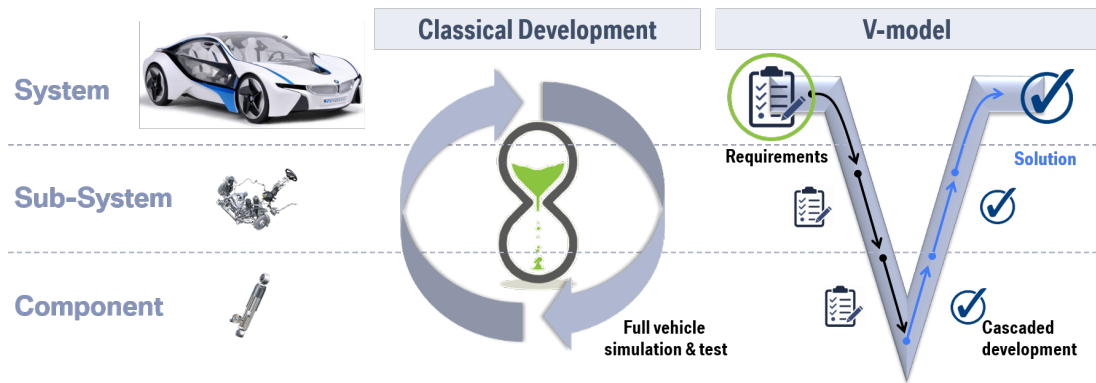 Classical Development
V-model
System
Requirements
Solution
Sub-System
Component
Full vehicle
simulation & test
Cascaded
development